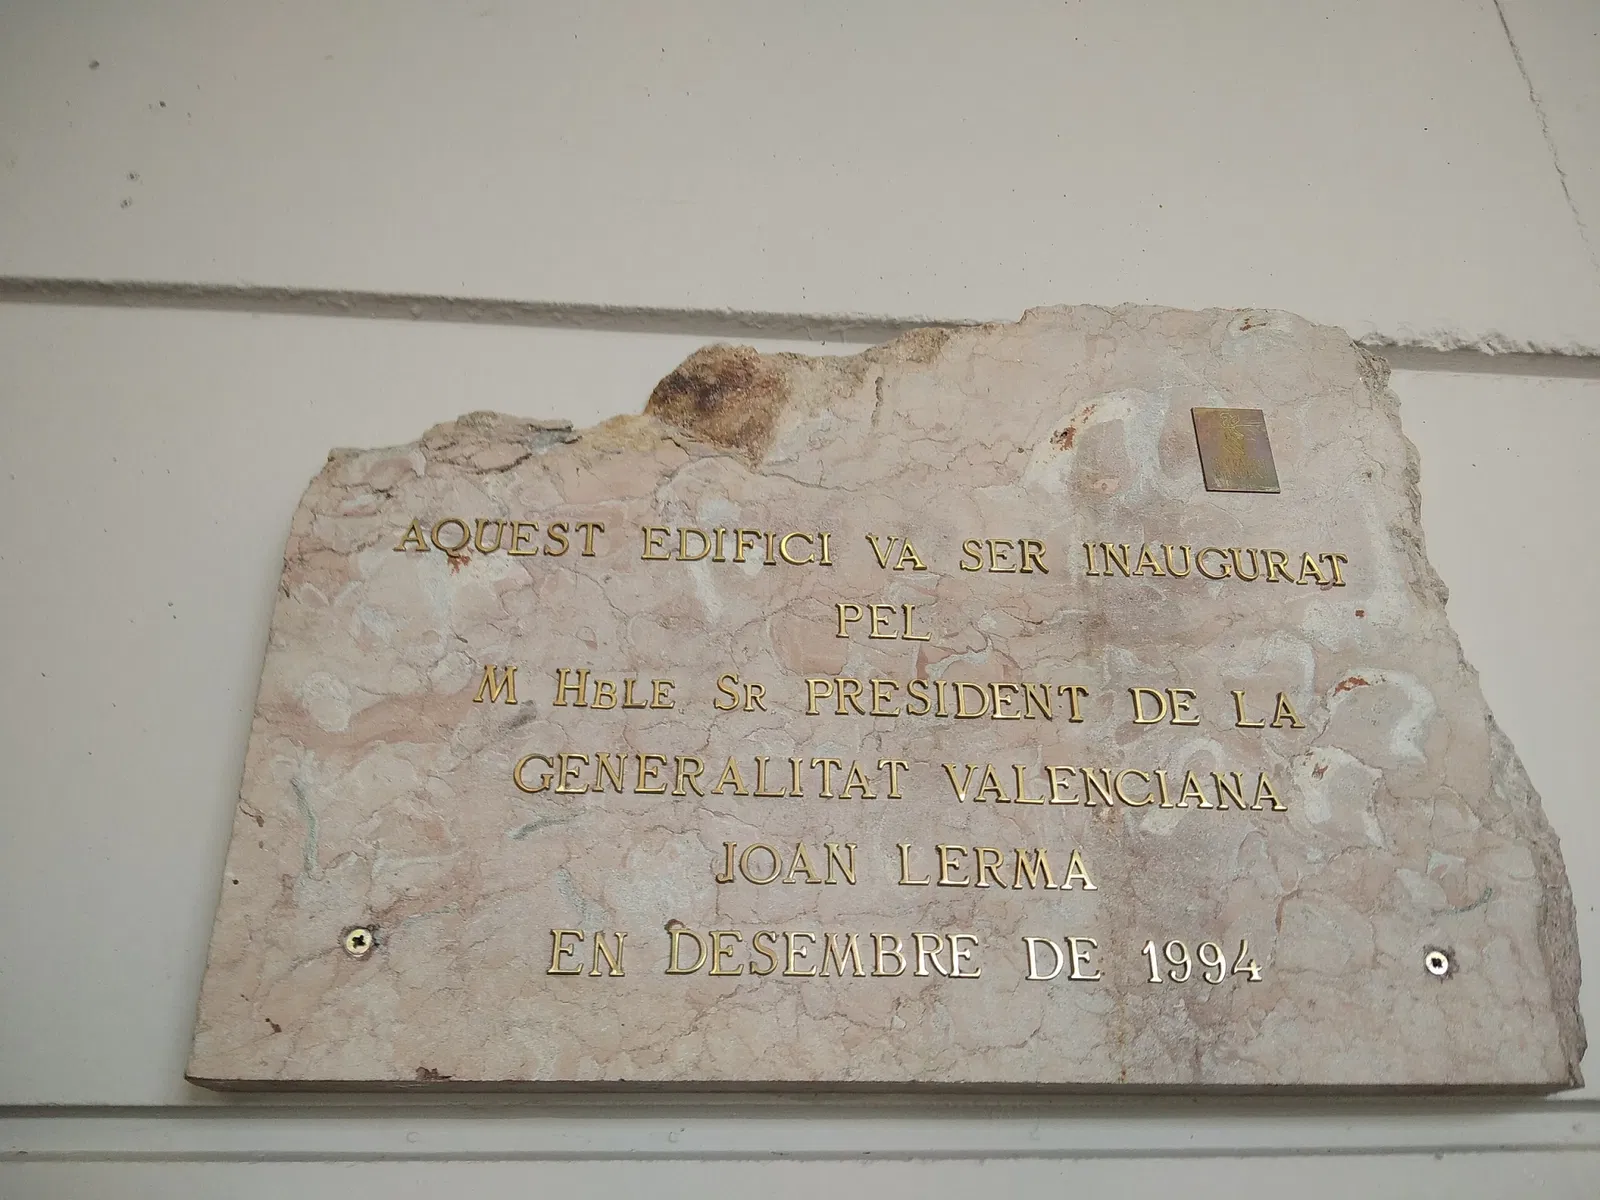 AQUEST EDIFICI VA SER INAUGURAT
PEL
M HBLE SR PRESIDENT DE LA
GENERALITAT VALENCIANA
JOAN LERMA
EN DESEMBRE DE 1994